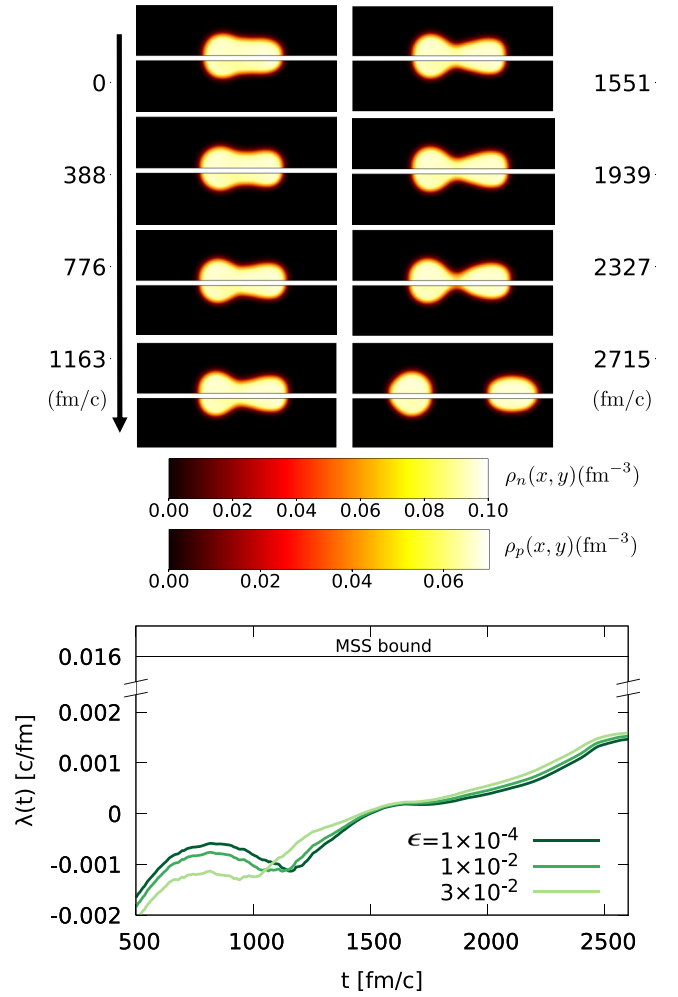 0
388
776
1163
(fm/c)
1551
1939
2327
2715
(fm/c)
0.00 0.02 0.04 0.06 0.08 0.10
ρₙ(x, y)(fm⁻³)
0.00 0.02 0.04 0.06
ρₚ(x, y)(fm⁻³)
MSS bound
0.016
0.002
0.001
0
-0.001
-0.002
λ(t) [c/fm]
ϵ=1×10⁻⁴
1×10⁻²
3×10⁻²
500 1000 1500 2000 2500
t [fm/c]